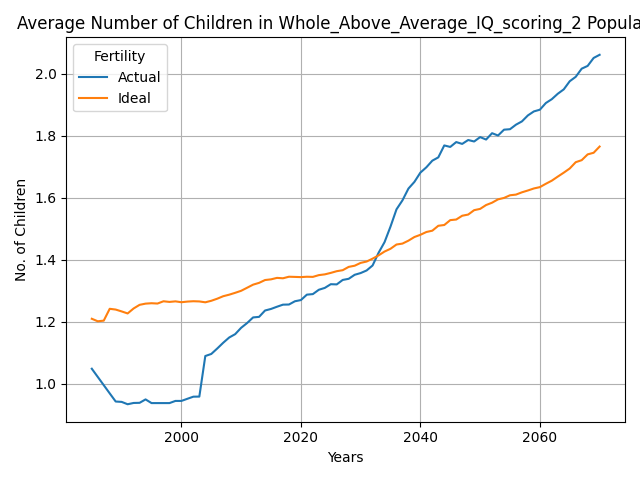 Average Number of Children in Whole_Above_Average_IQ_scoring_2 Popula
Fertility
Actual
Ideal
No. of Children
2.0
1.8
1.6
1.4
1.2
1.0
2000 2020 2040 2060
Years